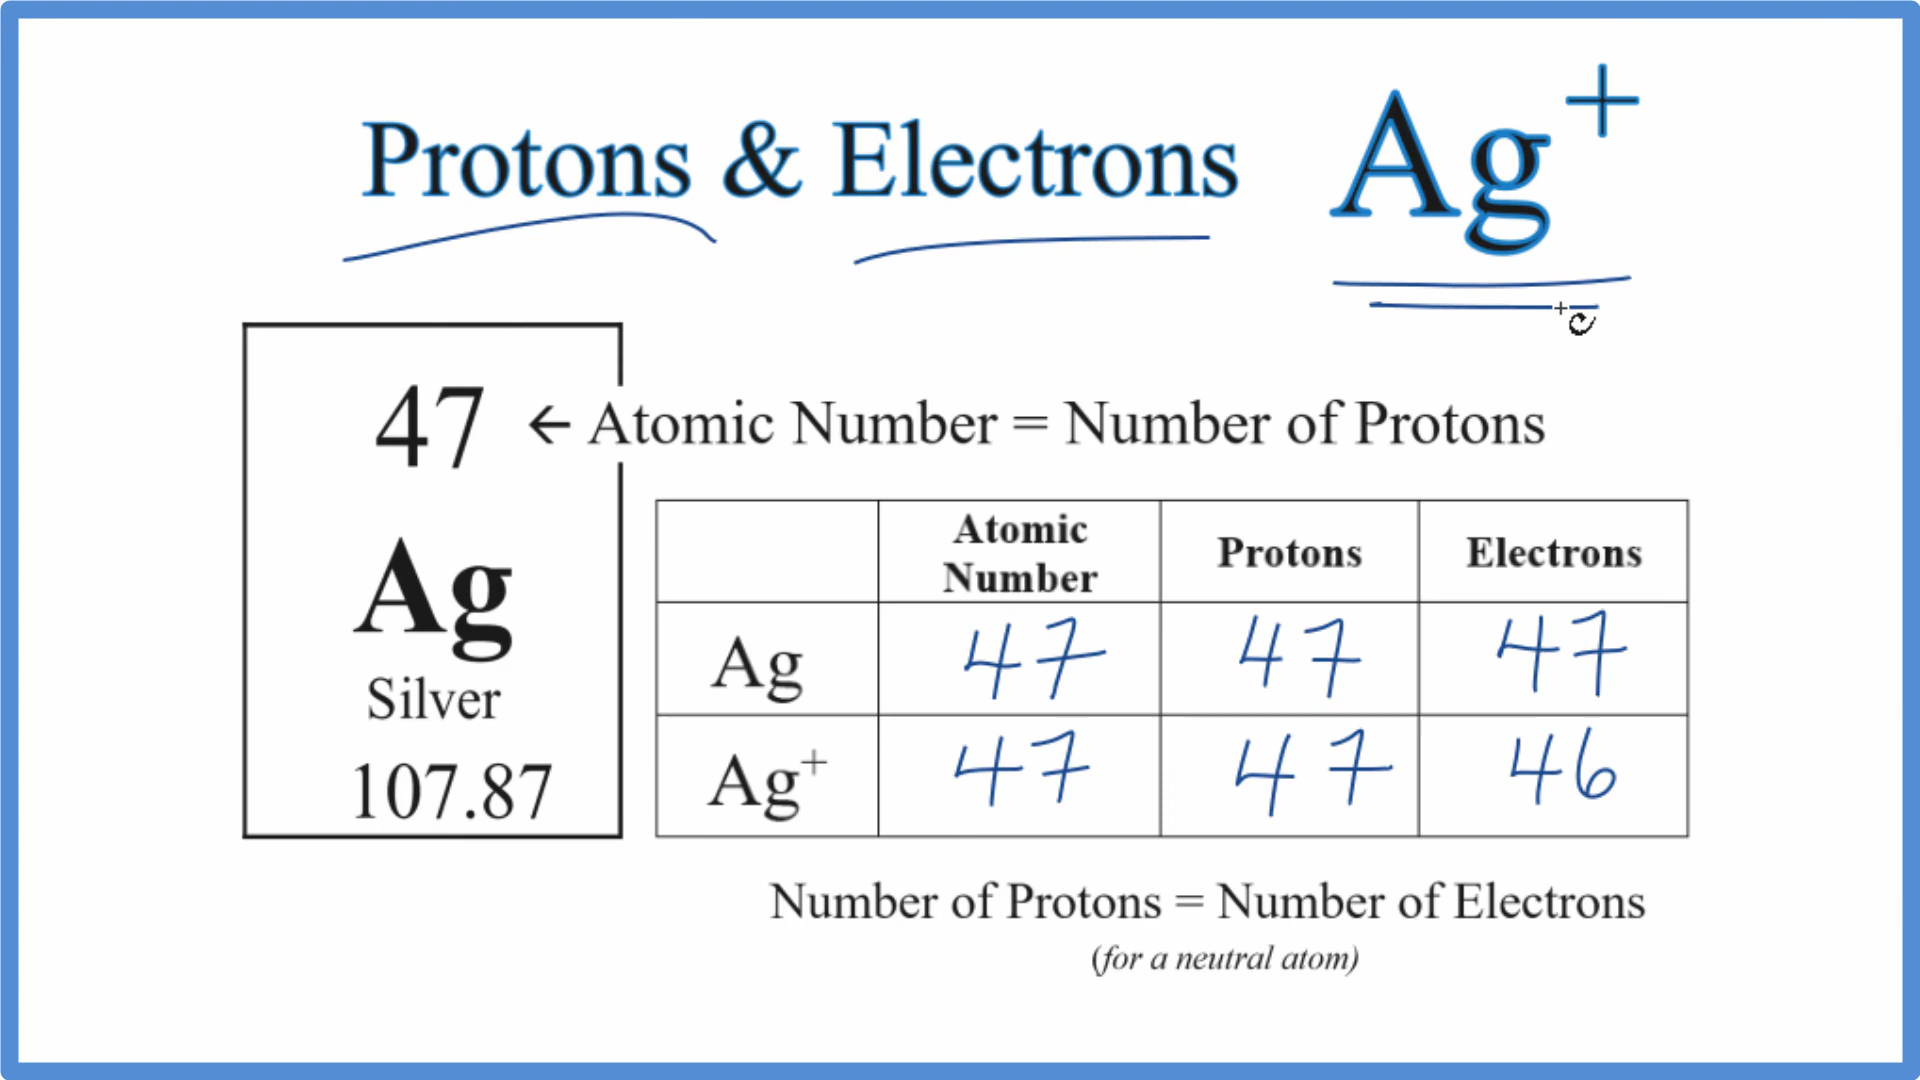 Protons & Electrons Ag⁺
47 ← Atomic Number = Number of Protons
Ag
Silver
107.87
Atomic Number Protons Electrons
Ag 47 47 47
Ag⁺ 47 47 46
Number of Protons = Number of Electrons
(for a neutral atom)